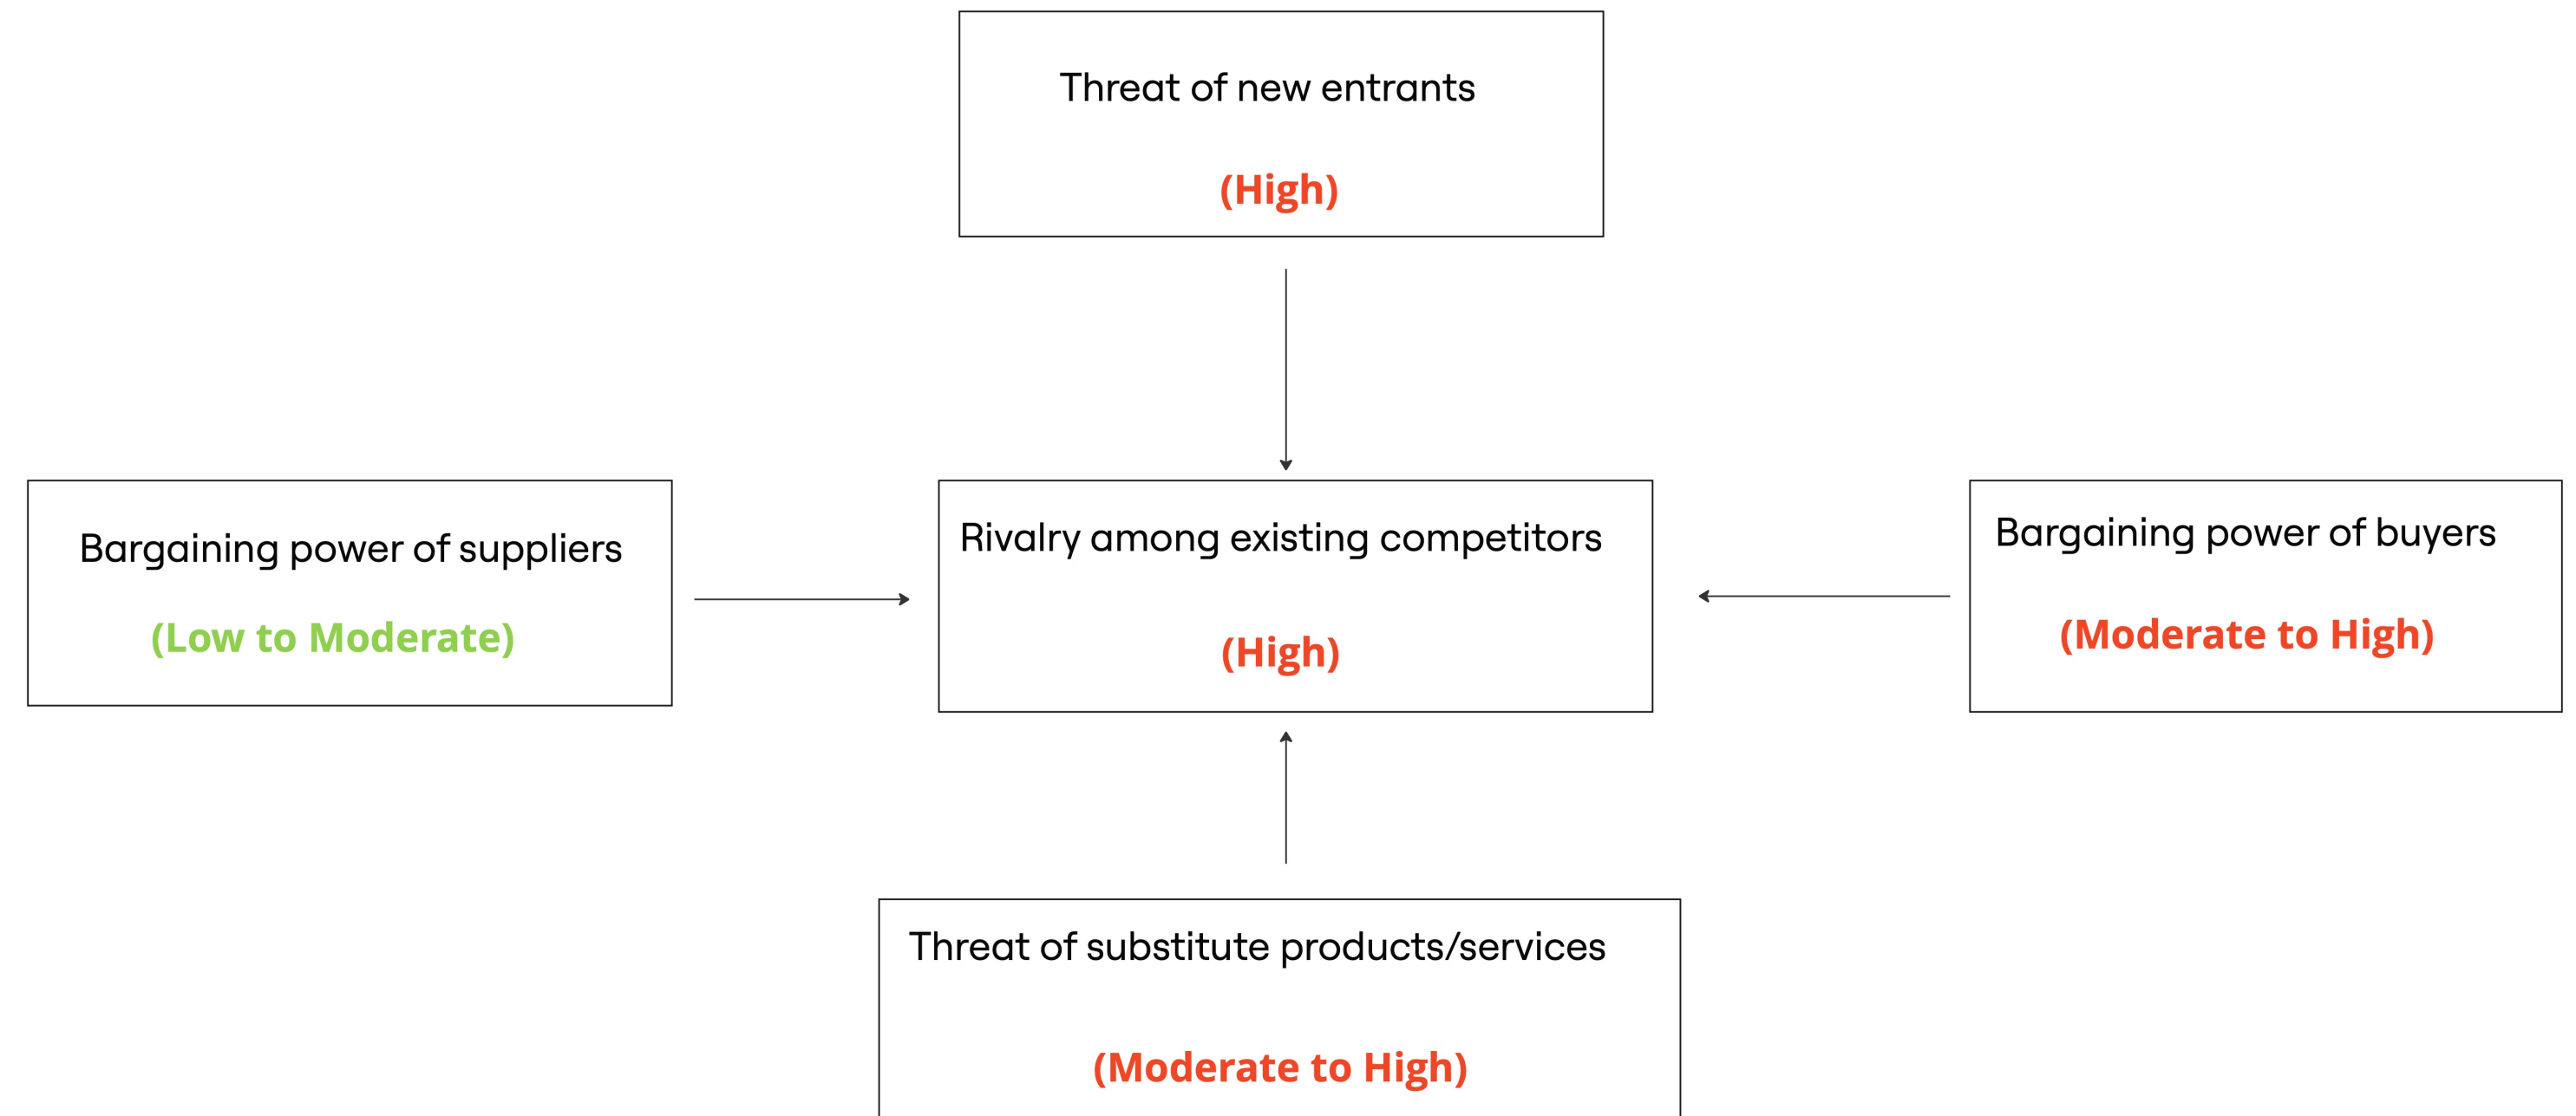 Threat of new entrants
(High)
Bargaining power of suppliers
(Low to Moderate)
Rivalry among existing competitors
(High)
Bargaining power of buyers
(Moderate to High)
Threat of substitute products/services
(Moderate to High)